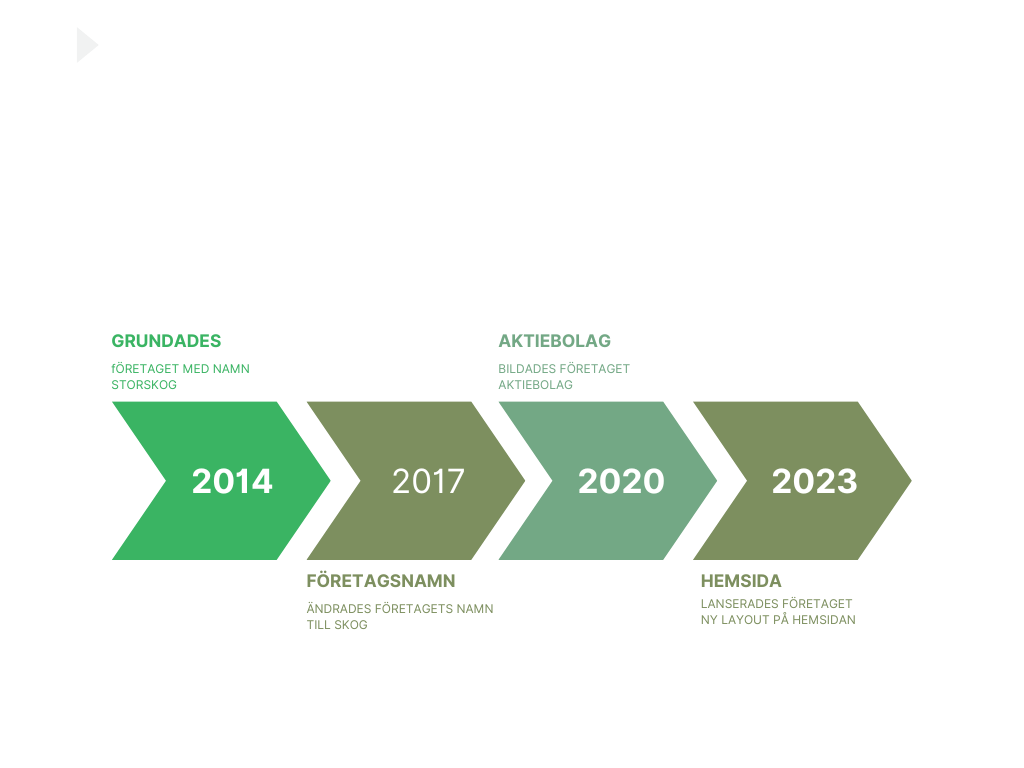 GRUNDADES
fÖRETAGET MED NAMN
STORSKOG
AKTIEBOLAG
BILDADES FÖRETAGET
AKTIEBOLAG
2014
2017
2020
2023
FÖRETAGSNAMN
ÄNDRADES FÖRETAGETS NAMN
TILL SKOG
HEMSIDA
LANSERADES FÖRETAGET
NY LAYOUT PÅ HEMSIDAN